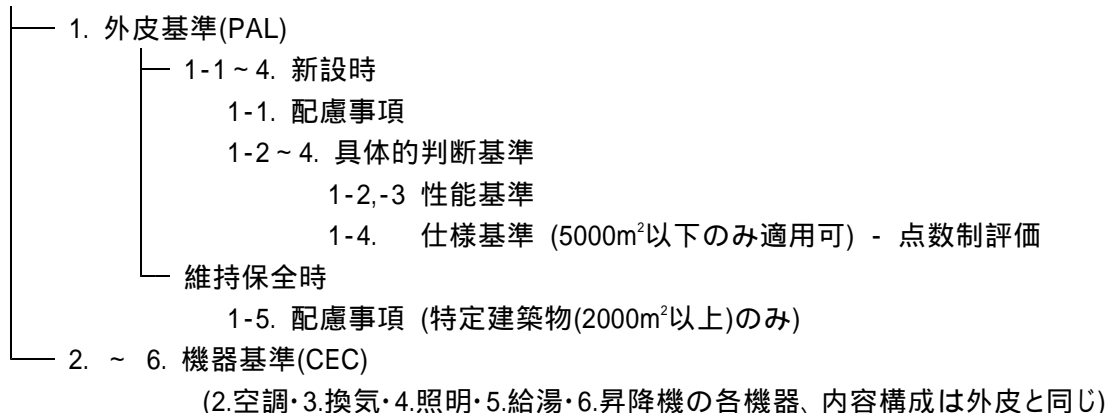 1. 外皮基準(PAL)
1-1~4. 新設時
1-1. 配慮事項
1-2~4. 具体的判断基準
1-2,-3 性能基準
1-4. 仕様基準 (5000m²以下のみ適用可) - 点数制評価
維持保全時
1-5. 配慮事項 (特定建築物(2000m²以上)のみ)
2. ~ 6. 機器基準(CEC)
(2.空調・3.換気・4.照明・5.給湯・6.昇降機の各機器、内容構成は外皮と同じ)